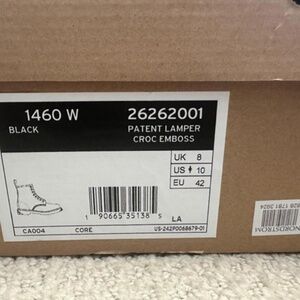 1460 W 26262001
BLACK PATENT LAMPER
CROC EMBOSS
UK 8
US 10
EU 42
1 90665 35138 5 LA
CA004 CORE US-242P0068679-01
NORDSTROM